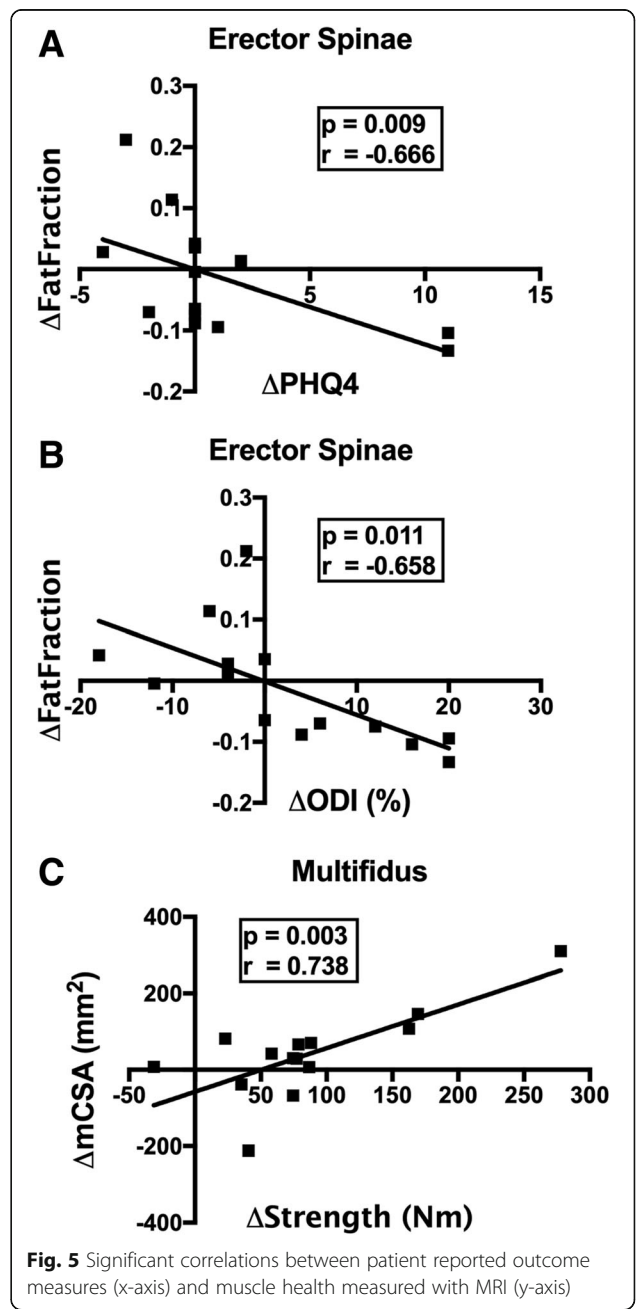 A
Erector Spinae
0.3
p = 0.009
r = -0.666
0.2
0.1
ΔFatFraction
-5 5 10 15
-0.1
-0.2
ΔPHQ4
B
Erector Spinae
0.3
p = 0.011
r = -0.658
0.2
0.1
ΔFatFraction
-20 -10 10 20 30
-0.1
-0.2
ΔODI (%)
C
Multifidus
400
p = 0.003
r = 0.738
200
ΔmCSA (mm²)
-50 50 100 150 200 250 300
-200
-400
ΔStrength (Nm)
Fig. 5 Significant correlations between patient reported outcome
measures (x-axis) and muscle health measured with MRI (y-axis)